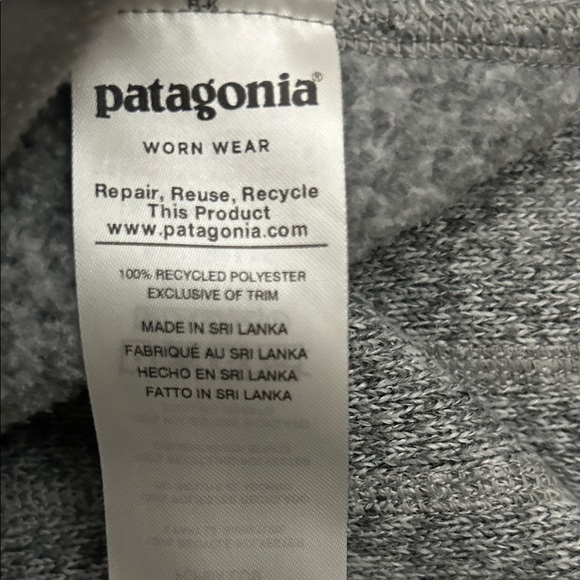 patagonia®
WORN WEAR
Repair, Reuse, Recycle
This Product
www.patagonia.com
100% RECYCLED POLYESTER
EXCLUSIVE OF TRIM
MADE IN SRI LANKA
FABRIQUÉ AU SRI LANKA
HECHO EN SRI LANKA
FATTO IN SRI LANKA